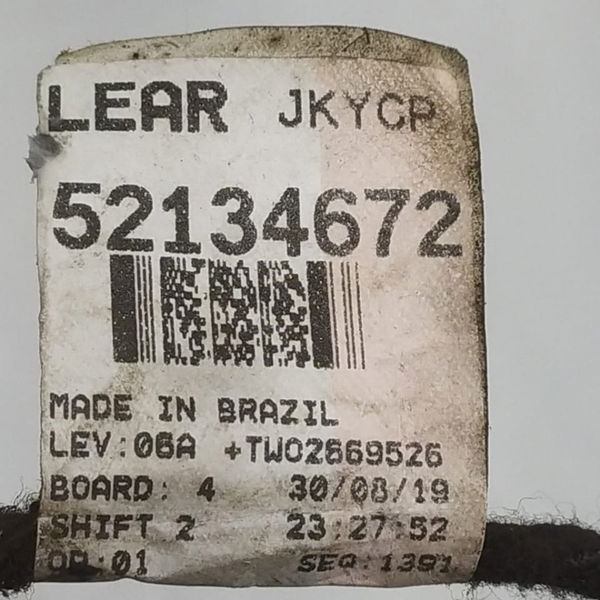 LEAR JKYCP
52134672
MADE IN BRAZIL
LEV:06A +TW02669526
BOARD: 4 30/08/19
SHIFT 2 23:27:52
OP:01 SEQ:1391